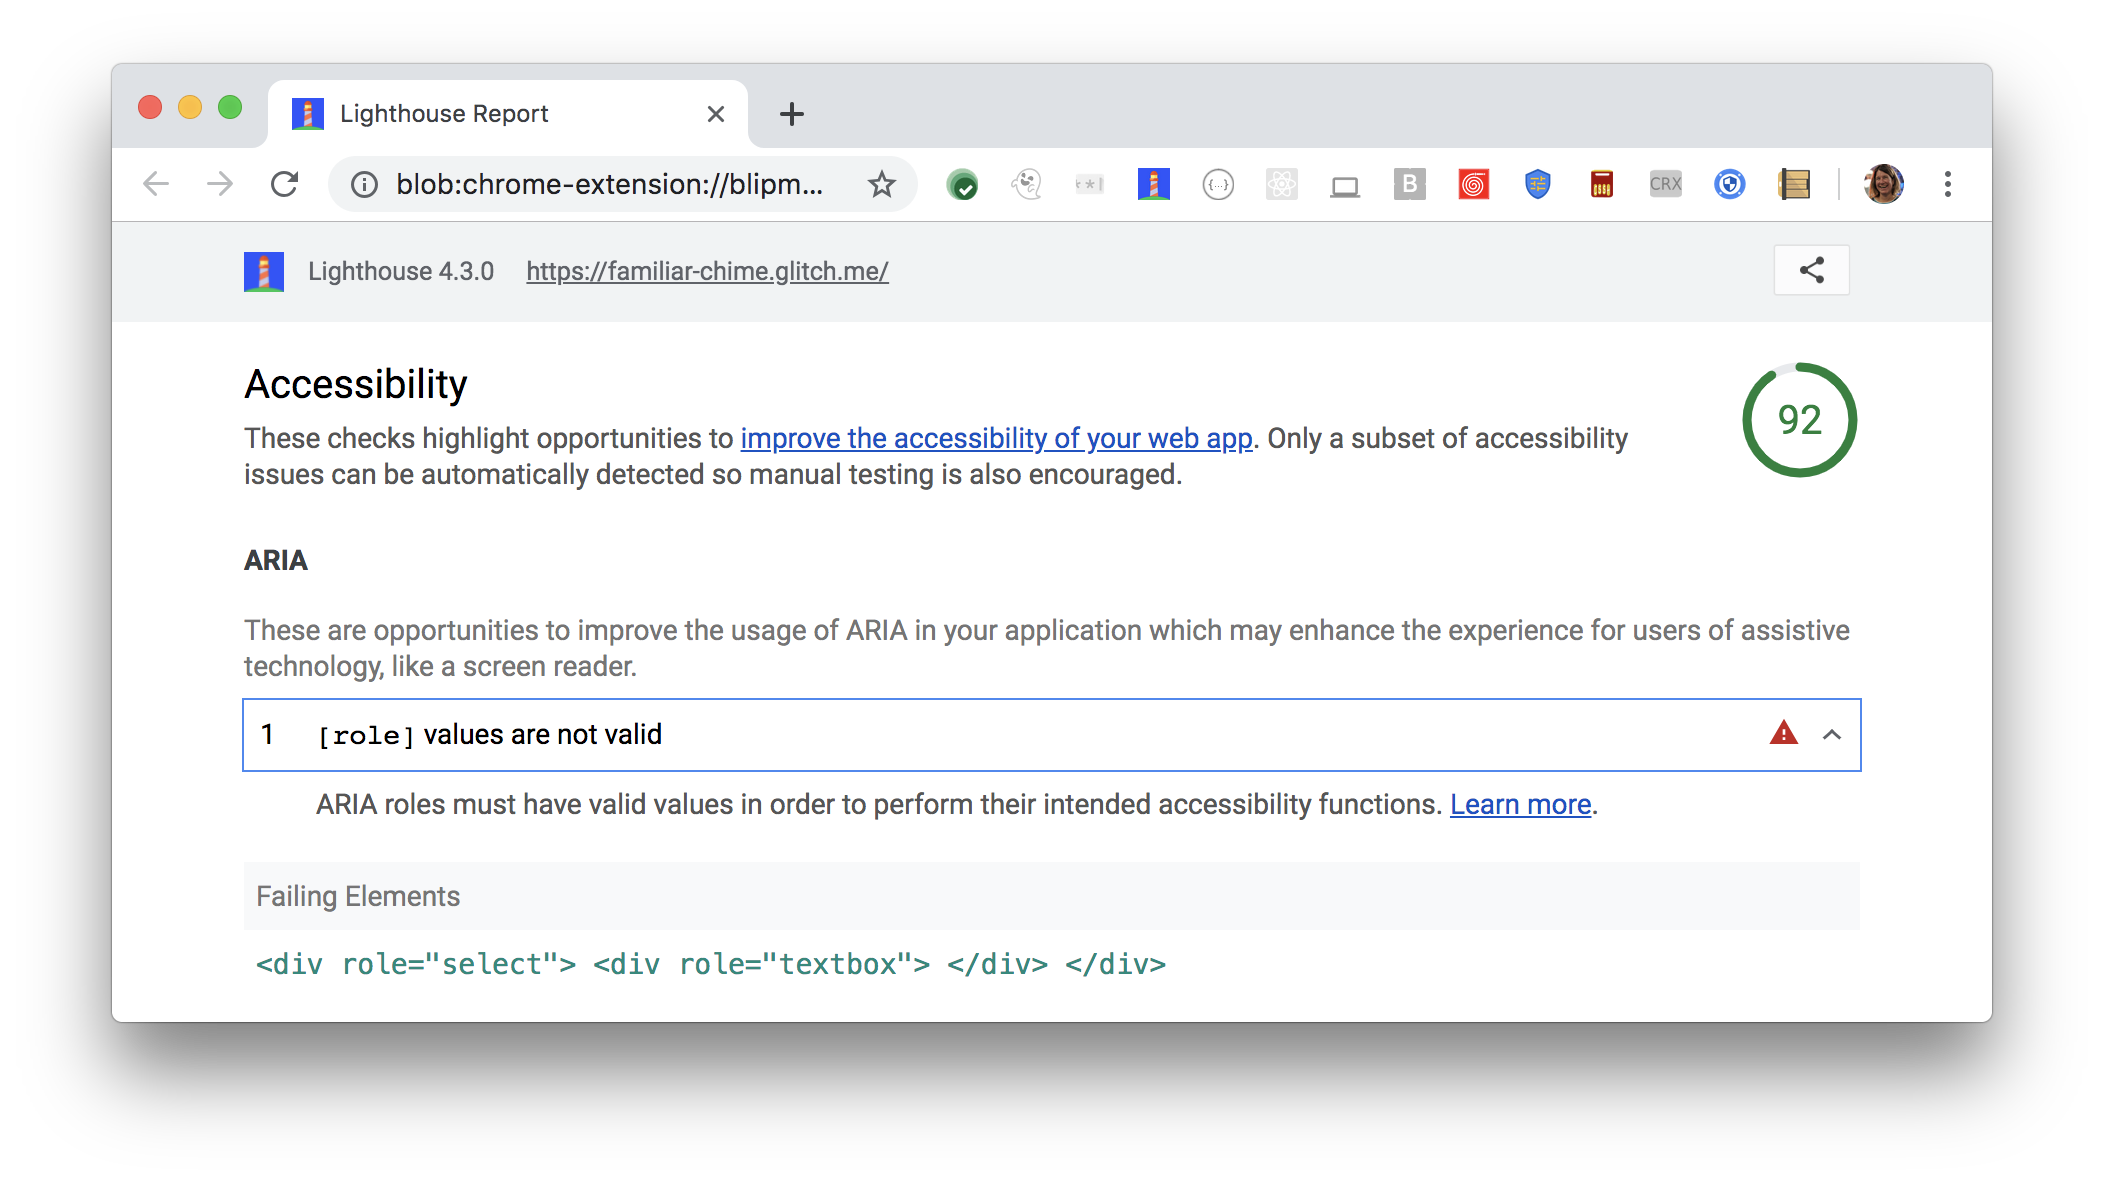 Lighthouse Report
blob:chrome-extension://blipm...
{...}
B
CRX
Lighthouse 4.3.0 https://familiar-chime.glitch.me/
Accessibility
These checks highlight opportunities to improve the accessibility of your web app. Only a subset of accessibility
issues can be automatically detected so manual testing is also encouraged.
92
ARIA
These are opportunities to improve the usage of ARIA in your application which may enhance the experience for users of assistive
technology, like a screen reader.
1 [role] values are not valid
ARIA roles must have valid values in order to perform their intended accessibility functions. Learn more.
Failing Elements
<div role="select"> <div role="textbox"> </div> </div>